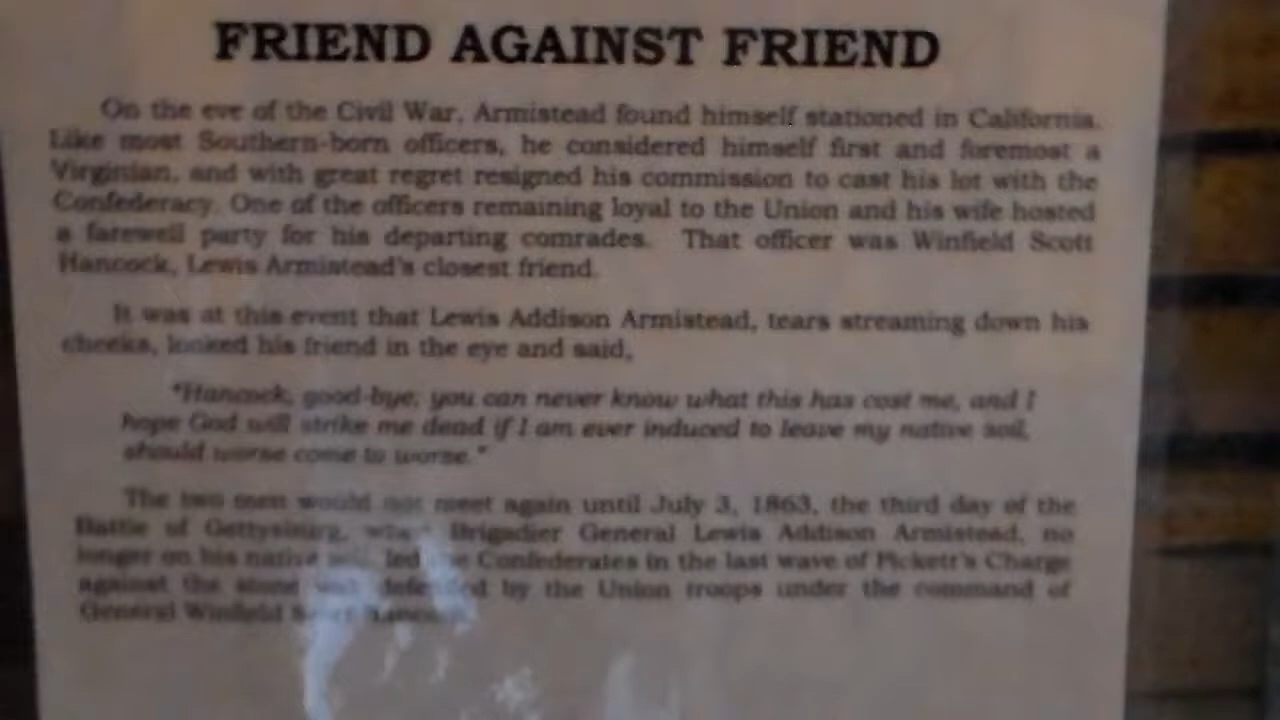 FRIEND AGAINST FRIEND
On the eve of the Civil War, Armistead found himself stationed in California.
Like most Southern-born officers, he considered himself first and foremost a
Virginian, and with great regret resigned his commission to cast his lot with the
Confederacy. One of the officers remaining loyal to the Union and his wife hosted
a farewell party for his departing comrades. That officer was Winfield Scott
Hancock, Lewis Armistead's closest friend.
It was at this event that Lewis Addison Armistead, tears streaming down his
cheeks, looked his friend in the eye and said,
"Hancock, good-bye; you can never know what this has cost me, and I
hope God will strike me dead if I am ever induced to leave my native soil,
should worse come to worse."
The two men would not meet again until July 3, 1863, the third day of the
Battle of Gettysburg, when Brigadier General Lewis Addison Armistead, no
longer on his native soil, led the Confederates in the last wave of Pickett's Charge
against the stone wall defended by the Union troops under the command of
General Winfield Scott Hancock.